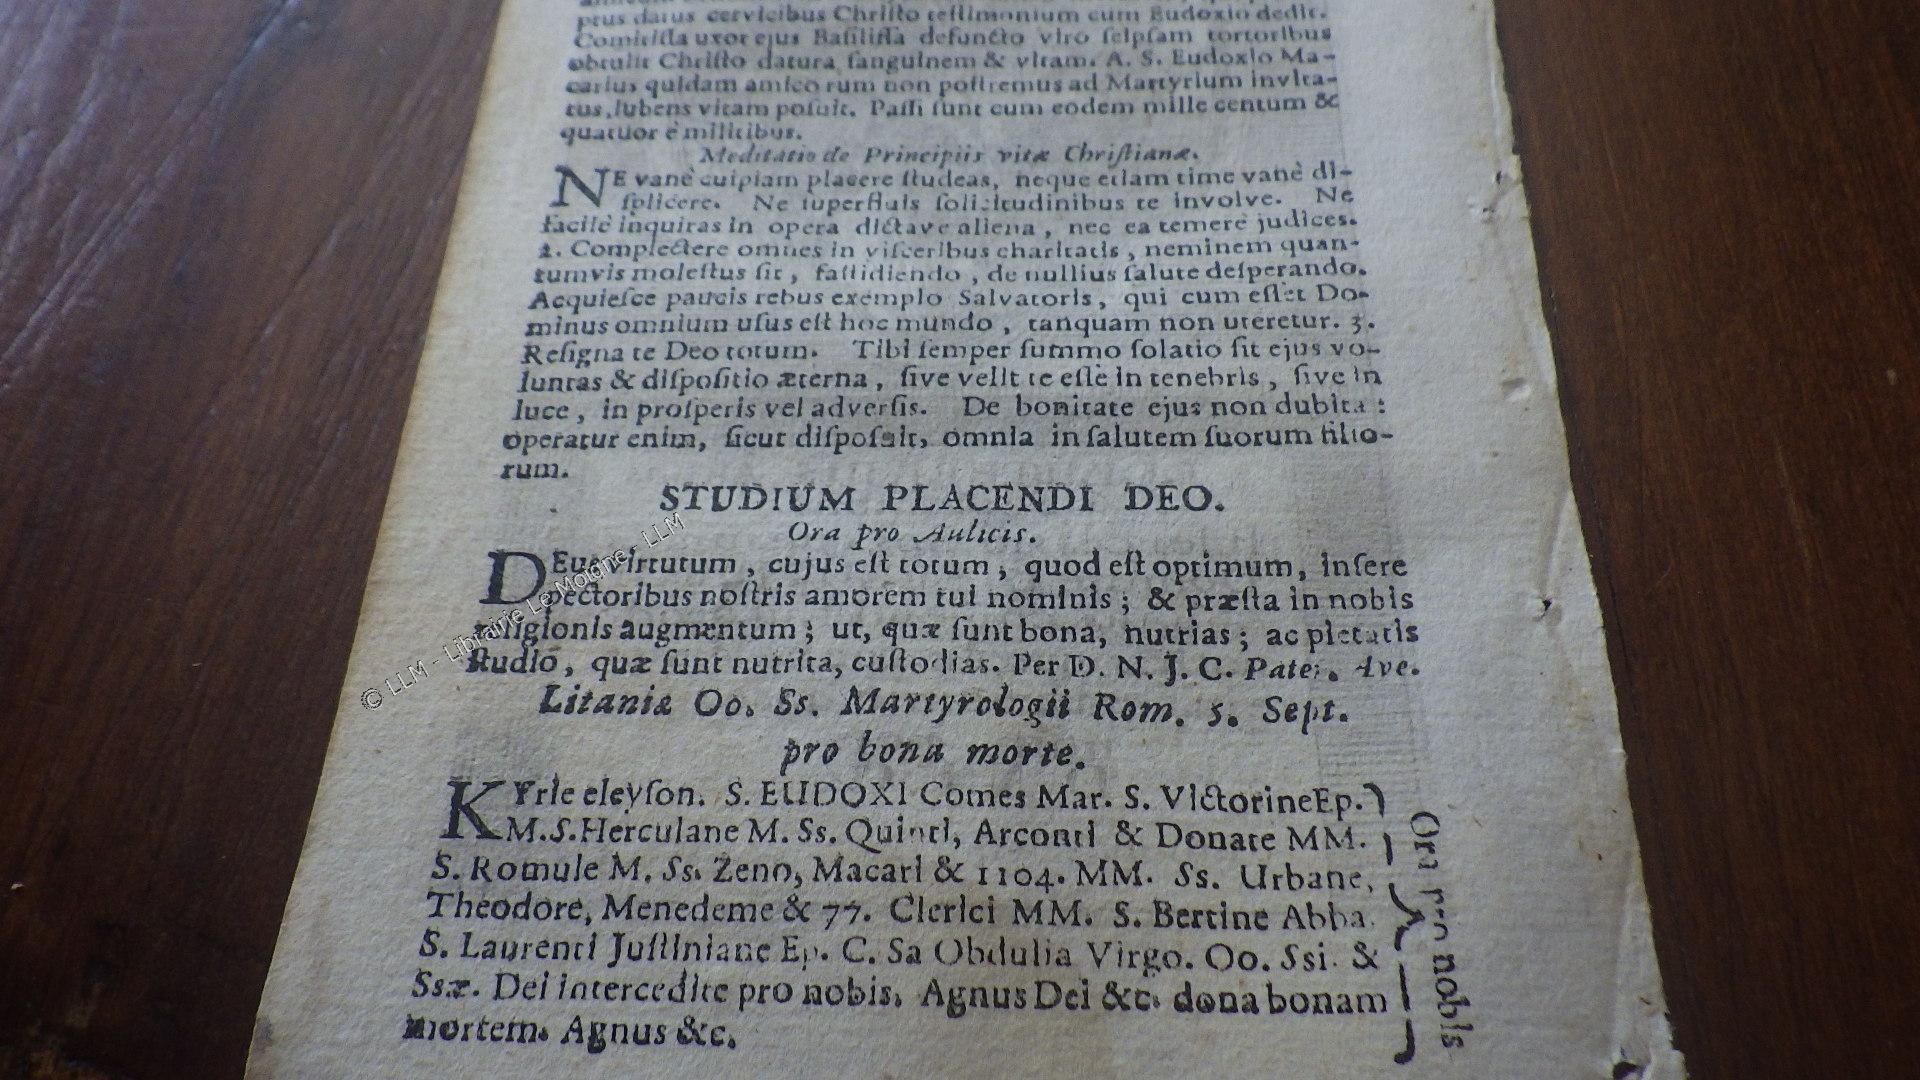 ptus datus cervicibus Chriſto teſtimonium cum Eudoxio dedit.
Comitiſſa uxor ejus Baſiliſſa defuncto viro ſeipſam tortoribus
obtulit Chriſto datura ſanguinem & vitam. A. S. Eudoxio Ma-
carius quidam amicorum non poſtremus ad Martyrium invita-
tus, lubens vitam poſuit. Paſſi ſunt cum eodem mille centum &
quatuor è militibus.
Meditatio de Principiis vitæ Chriſtianæ.
NE vanè cuipiam placere ſtudeas, neque etiam time vanè di-
ſplicere. Ne ſuperfluis ſolicitudinibus te involve. Ne
facilè inquiras in opera dictave aliena, nec ea temerè judices.
2. Complectere omnes in viſceribus charitatis, neminem quan-
tumvis moleſtus ſit, faſtidiendo, de nullius ſalute deſperando.
Acquieſce paucis rebus exemplo Salvatoris, qui cum eſſet Do-
minus omnium uſus eſt hoc mundo, tanquam non uteretur. 3.
Reſigna te Deo totum. Tibi ſemper ſummo ſolatio ſit ejus vo-
luntas & diſpoſitio æterna, ſive velit te eſſe in tenebris, ſive in
luce, in proſperis vel adverſis. De bonitate ejus non dubita:
operatur enim, ſicut diſpoſuit, omnia in ſalutem ſuorum filio-
rum.
STUDIUM PLACENDI DEO.
Ora pro Aulicis.
DEus virtutum, cujus eſt totum, quod eſt optimum, inſere
pectoribus noſtris amorem tui nominis; & præſta in nobis
religionis augmentum; ut, quæ ſunt bona, nutrias; ac pietatis
ſtudio, quæ ſunt nutrita, cuſtodias. Per D. N. J. C. Pater. Ave.
Litaniæ Oo. Ss. Martyrologii Rom. 5. Sept.
pro bona morte.
KYrie eleyſon. S. EUDOXI Comes Mar. S. Victorine Ep.
M. S. Herculane M. Ss. Quinti, Arconti & Donate MM.
S. Romule M. Ss. Zeno, Macari & 1104. MM. Ss. Urbane,
Theodore, Menedeme & 77. Clerici MM. S. Bertine Abba.
S. Laurenti Juſtiniane Ep. C. Sa Obdulia Virgo. Oo. Ssi. &
Ssæ. Dei intercedite pro nobis. Agnus Dei &c. dona bonam
mortem. Agnus &c.
Ora pro nobis
© LLM - Librairie Le Moigne - LLM